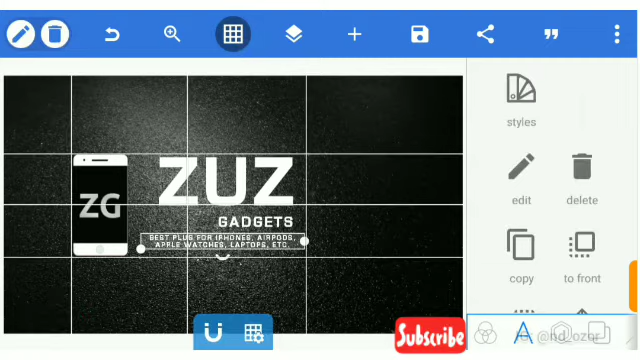 styles
ZUZ
ZG
edit
delete
GADGETS
BEST PLUG FOR IPHONES, AIRPODS,
APPLE WATCHES, LAPTOPS, ETC.
copy
to front
Subscribe